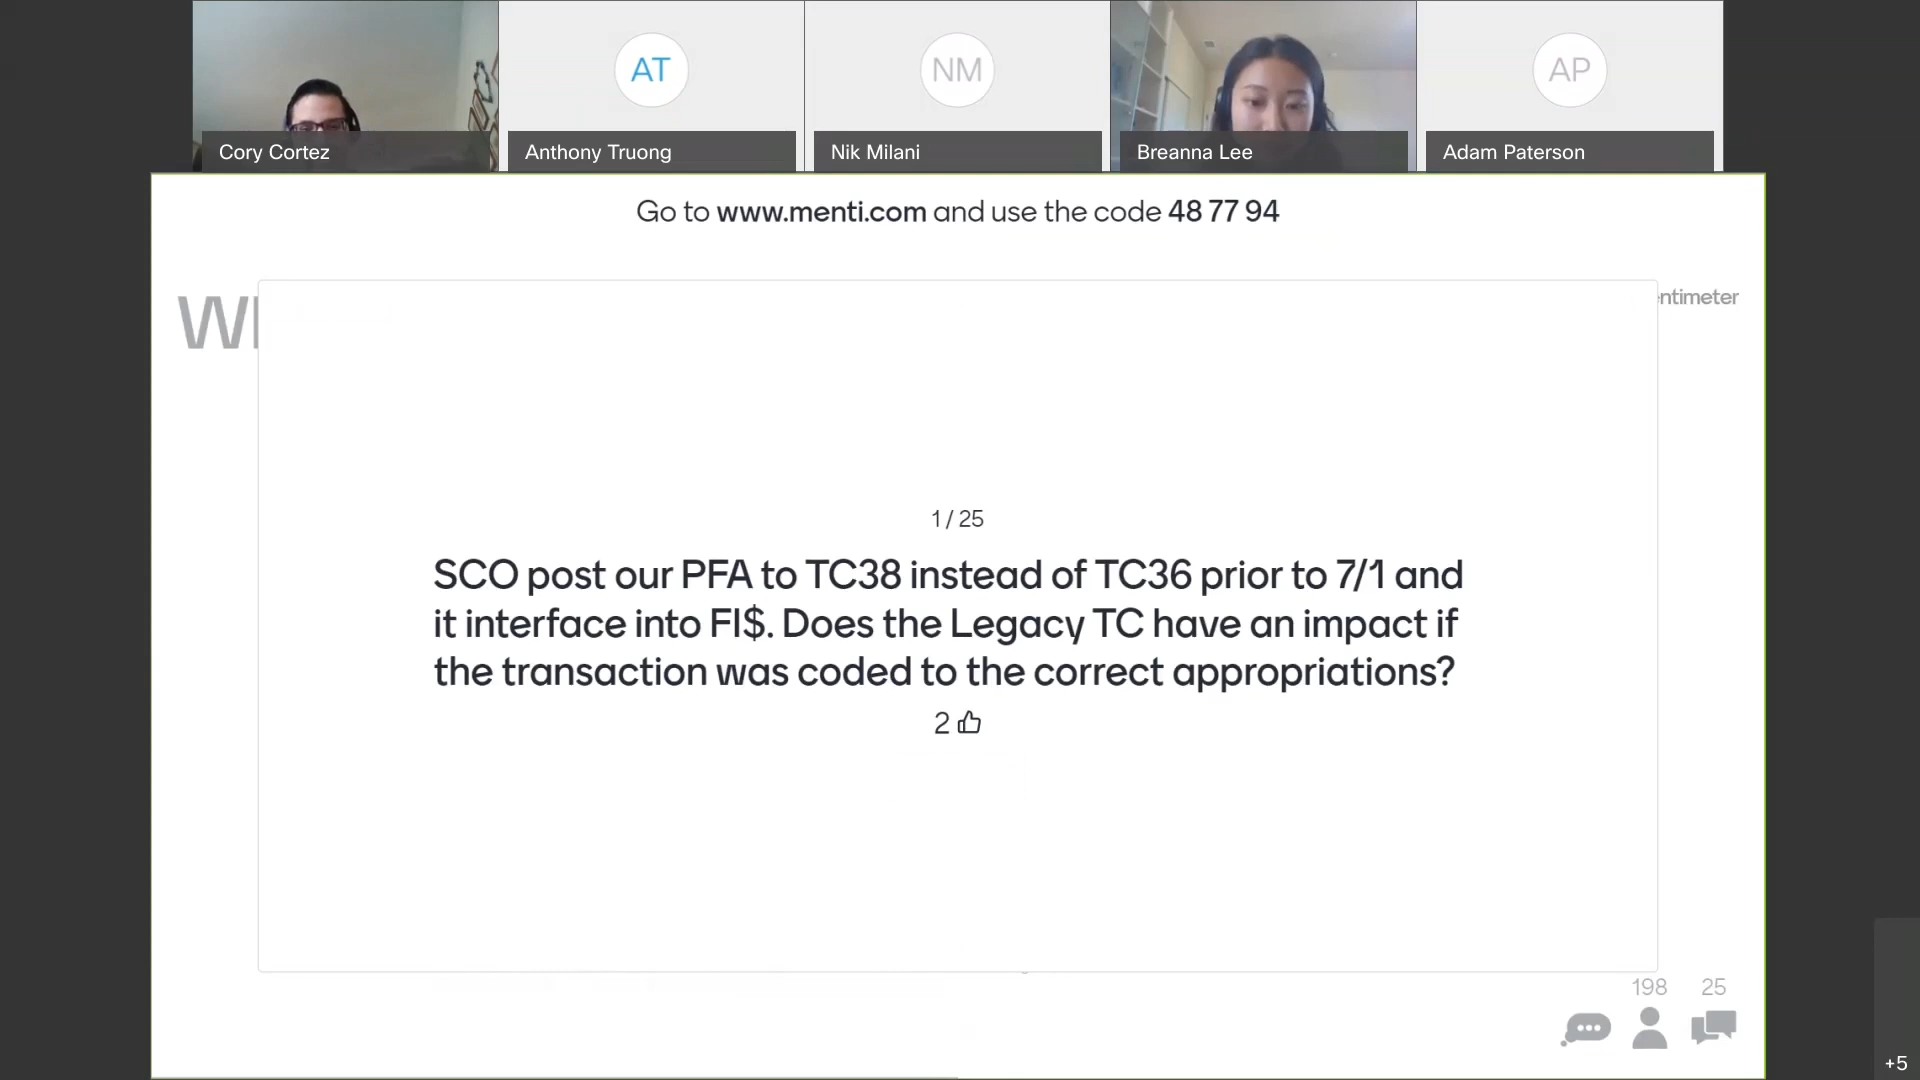 AT
NM
AP
Cory Cortez
Anthony Truong
Nik Milani
Breanna Lee
Adam Paterson
Go to www.menti.com and use the code 48 77 94
ntimeter
1 / 25
SCO post our PFA to TC38 instead of TC36 prior to 7/1 and
it interface into FI$. Does the Legacy TC have an impact if
the transaction was coded to the correct appropriations?
2
198
25
+5